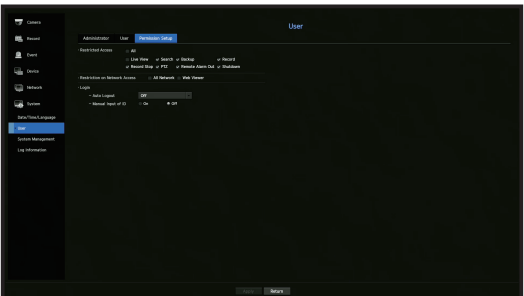 User
Camera
Record
Event
Device
Network
System
Date/Time/Language
User
System Management
Log Information
Administrator User Permission Setup
Restricted Access All
Live View Search Backup Record
Record Stop PTZ Remote Alarm Out Shutdown
Restriction on Network Access All Network Web Viewer
Login
Auto Logout Off
Manual Input of ID On Off
Return